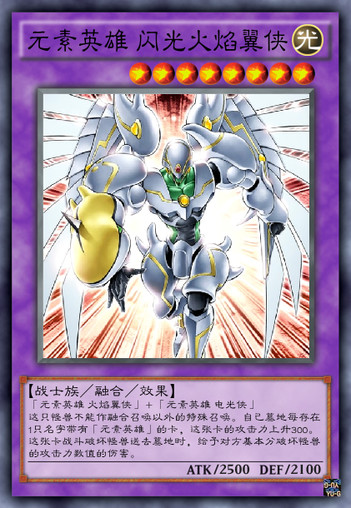 元素英雄 闪光火焰翼侠 光
【战士族／融合／效果】
「元素英雄 火焰翼侠」+「元素英雄 电光侠」
这只怪兽不能作融合召唤以外的特殊召唤。自己墓地每存在
1只名字带有「元素英雄」的卡，这张卡的攻击力上升300。
这张卡战斗破坏怪兽送去墓地时，给予对方基本分破坏怪兽
的攻击力数值的伤害。
ATK/2500 DEF/2100